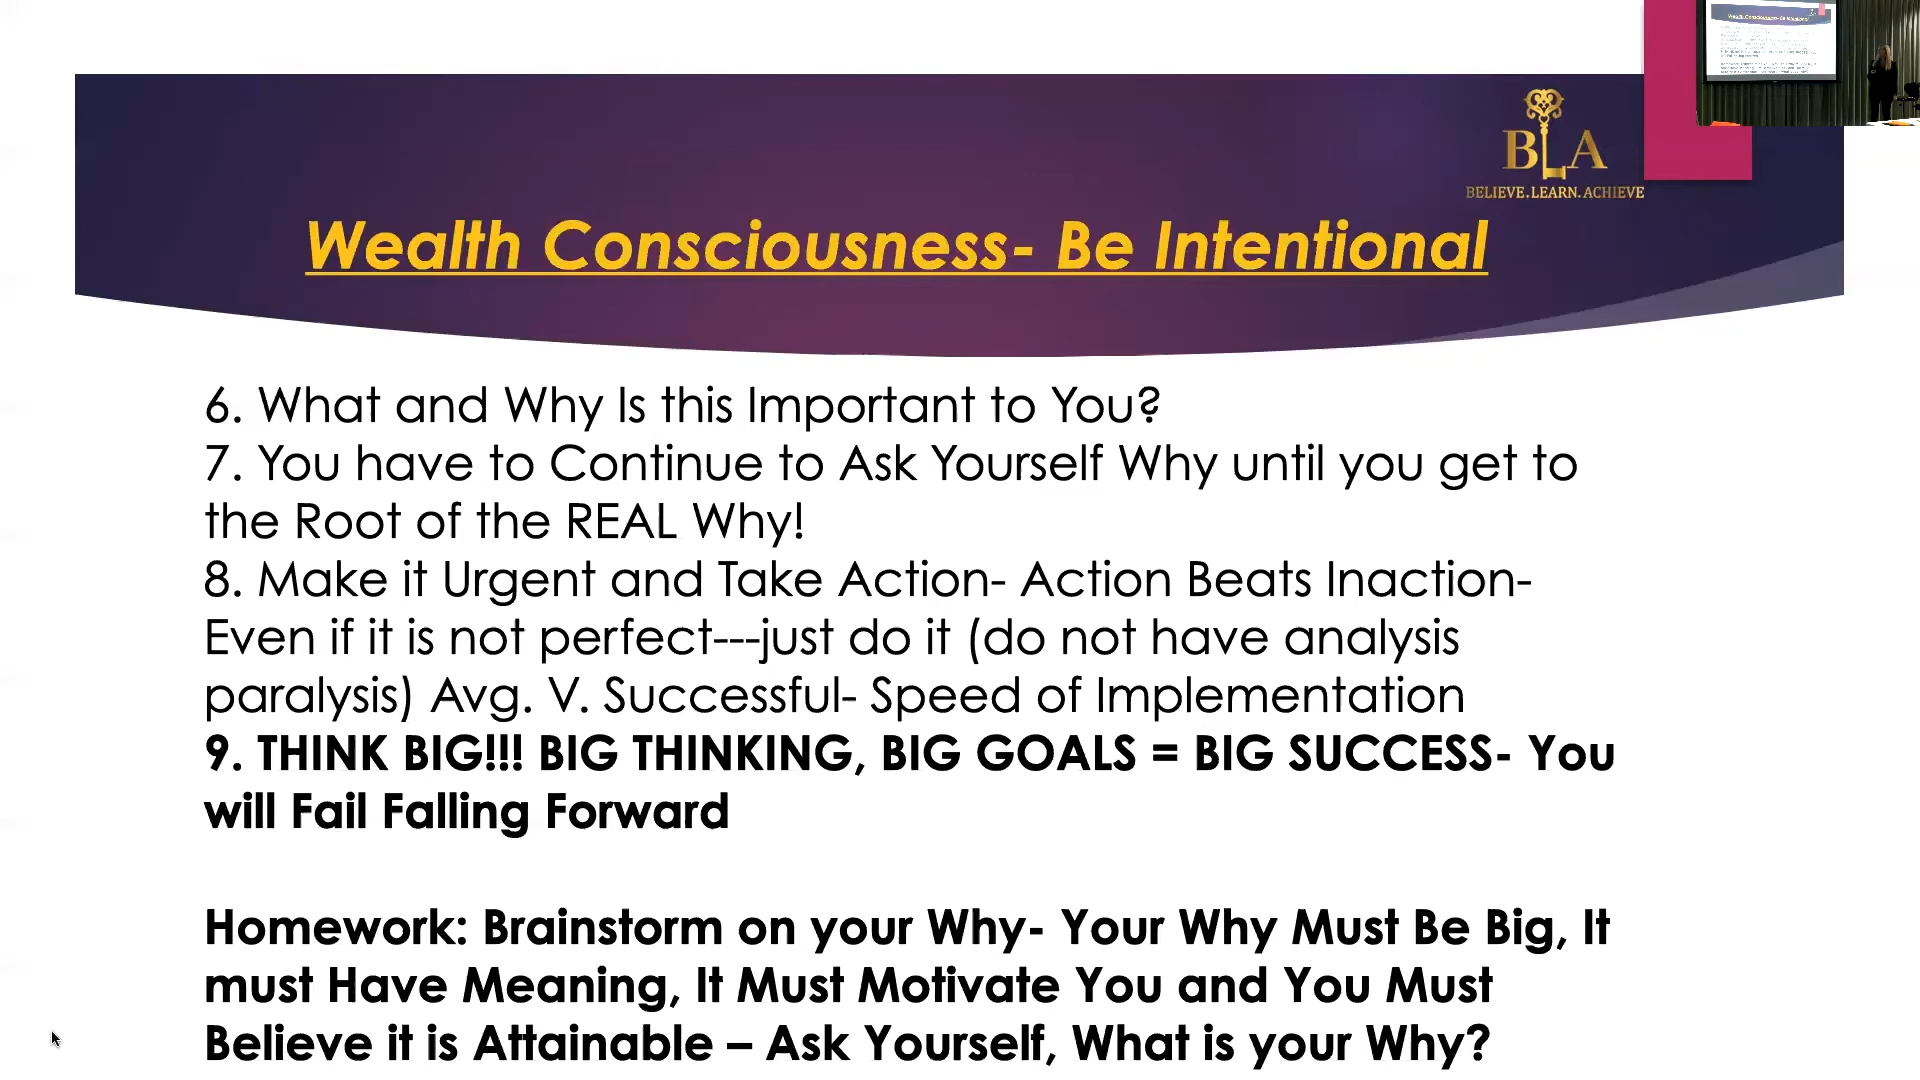 BLA
BELIEVE.LEARN.ACHIEVE
Wealth Consciousness- Be Intentional
6. What and Why Is this Important to You?
7. You have to Continue to Ask Yourself Why until you get to
the Root of the REAL Why!
8. Make it Urgent and Take Action- Action Beats Inaction-
Even if it is not perfect---just do it (do not have analysis
paralysis) Avg. V. Successful- Speed of Implementation
9. THINK BIG!!! BIG THINKING, BIG GOALS = BIG SUCCESS- You
will Fail Falling Forward
Homework: Brainstorm on your Why- Your Why Must Be Big, It
must Have Meaning, It Must Motivate You and You Must
Believe it is Attainable – Ask Yourself, What is your Why?
Wealth Consciousness- Be Intentional